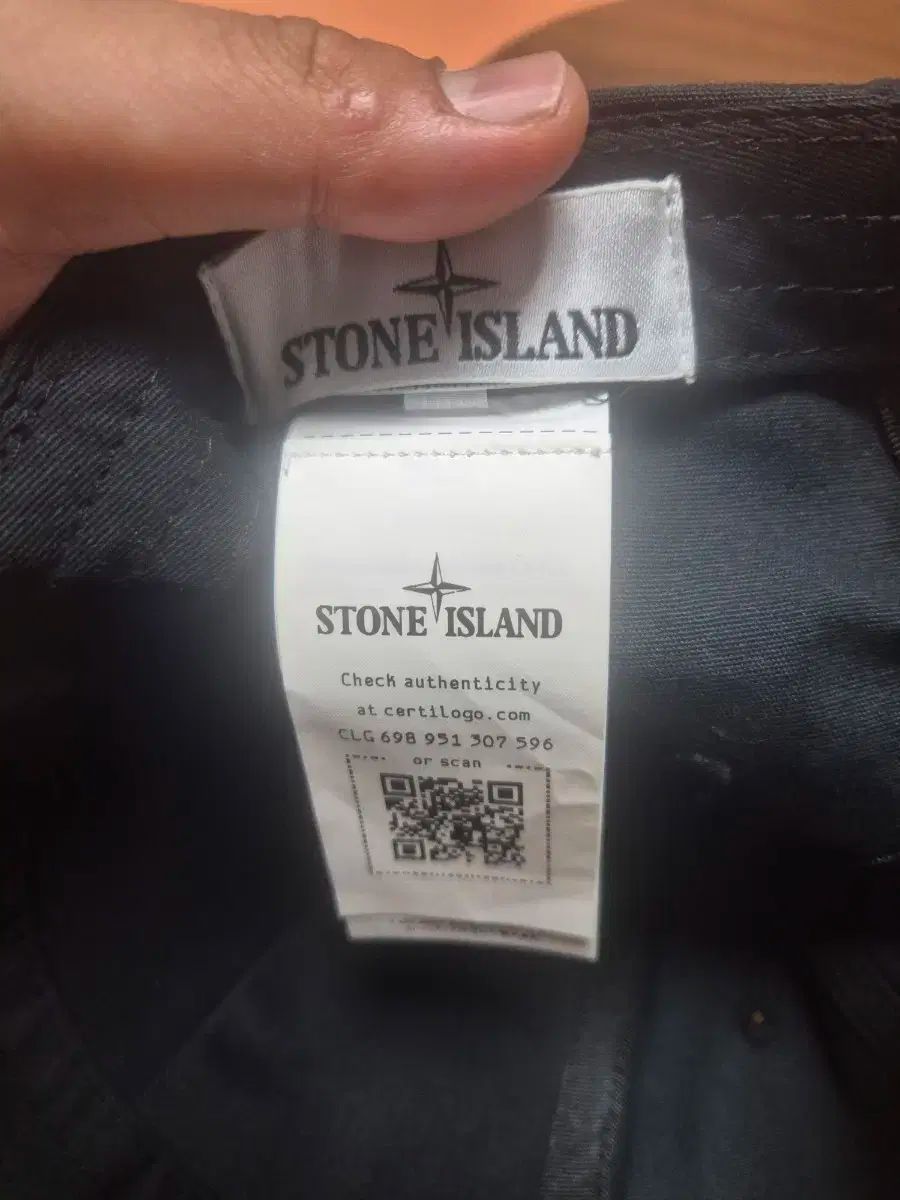 STONE ISLAND
STONE ISLAND
Check authenticity
at certilogo.com
CLG 698 951 307 596
or scan